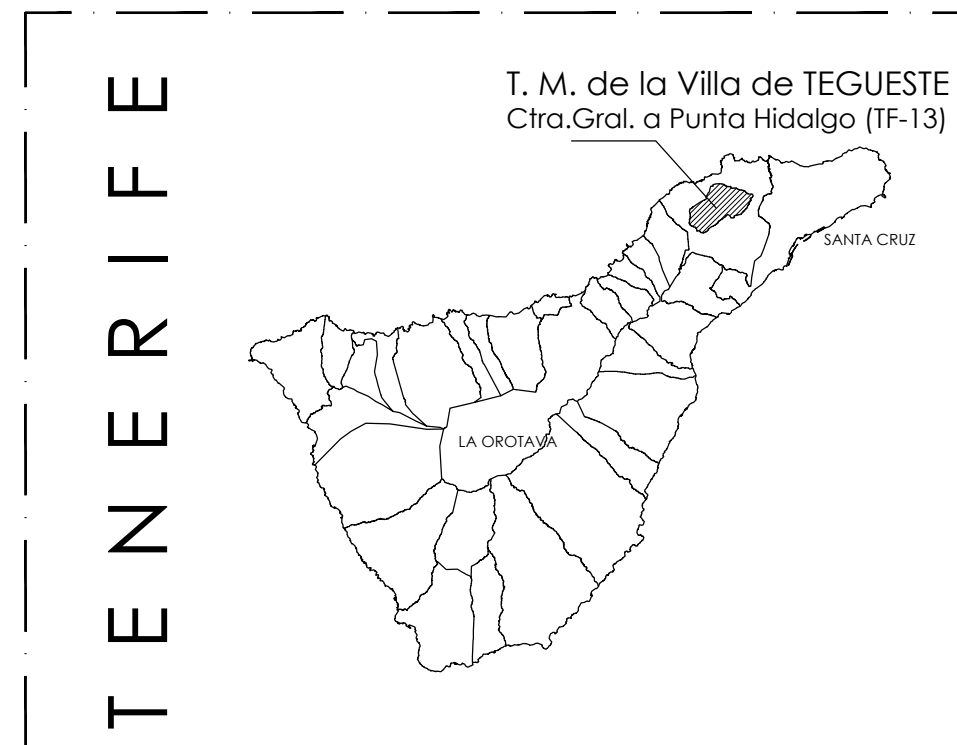 TENERIFE
T. M. de la Villa de TEGUESTE
Ctra.Gral. a Punta Hidalgo (TF-13)
SANTA CRUZ
LA OROTAVA